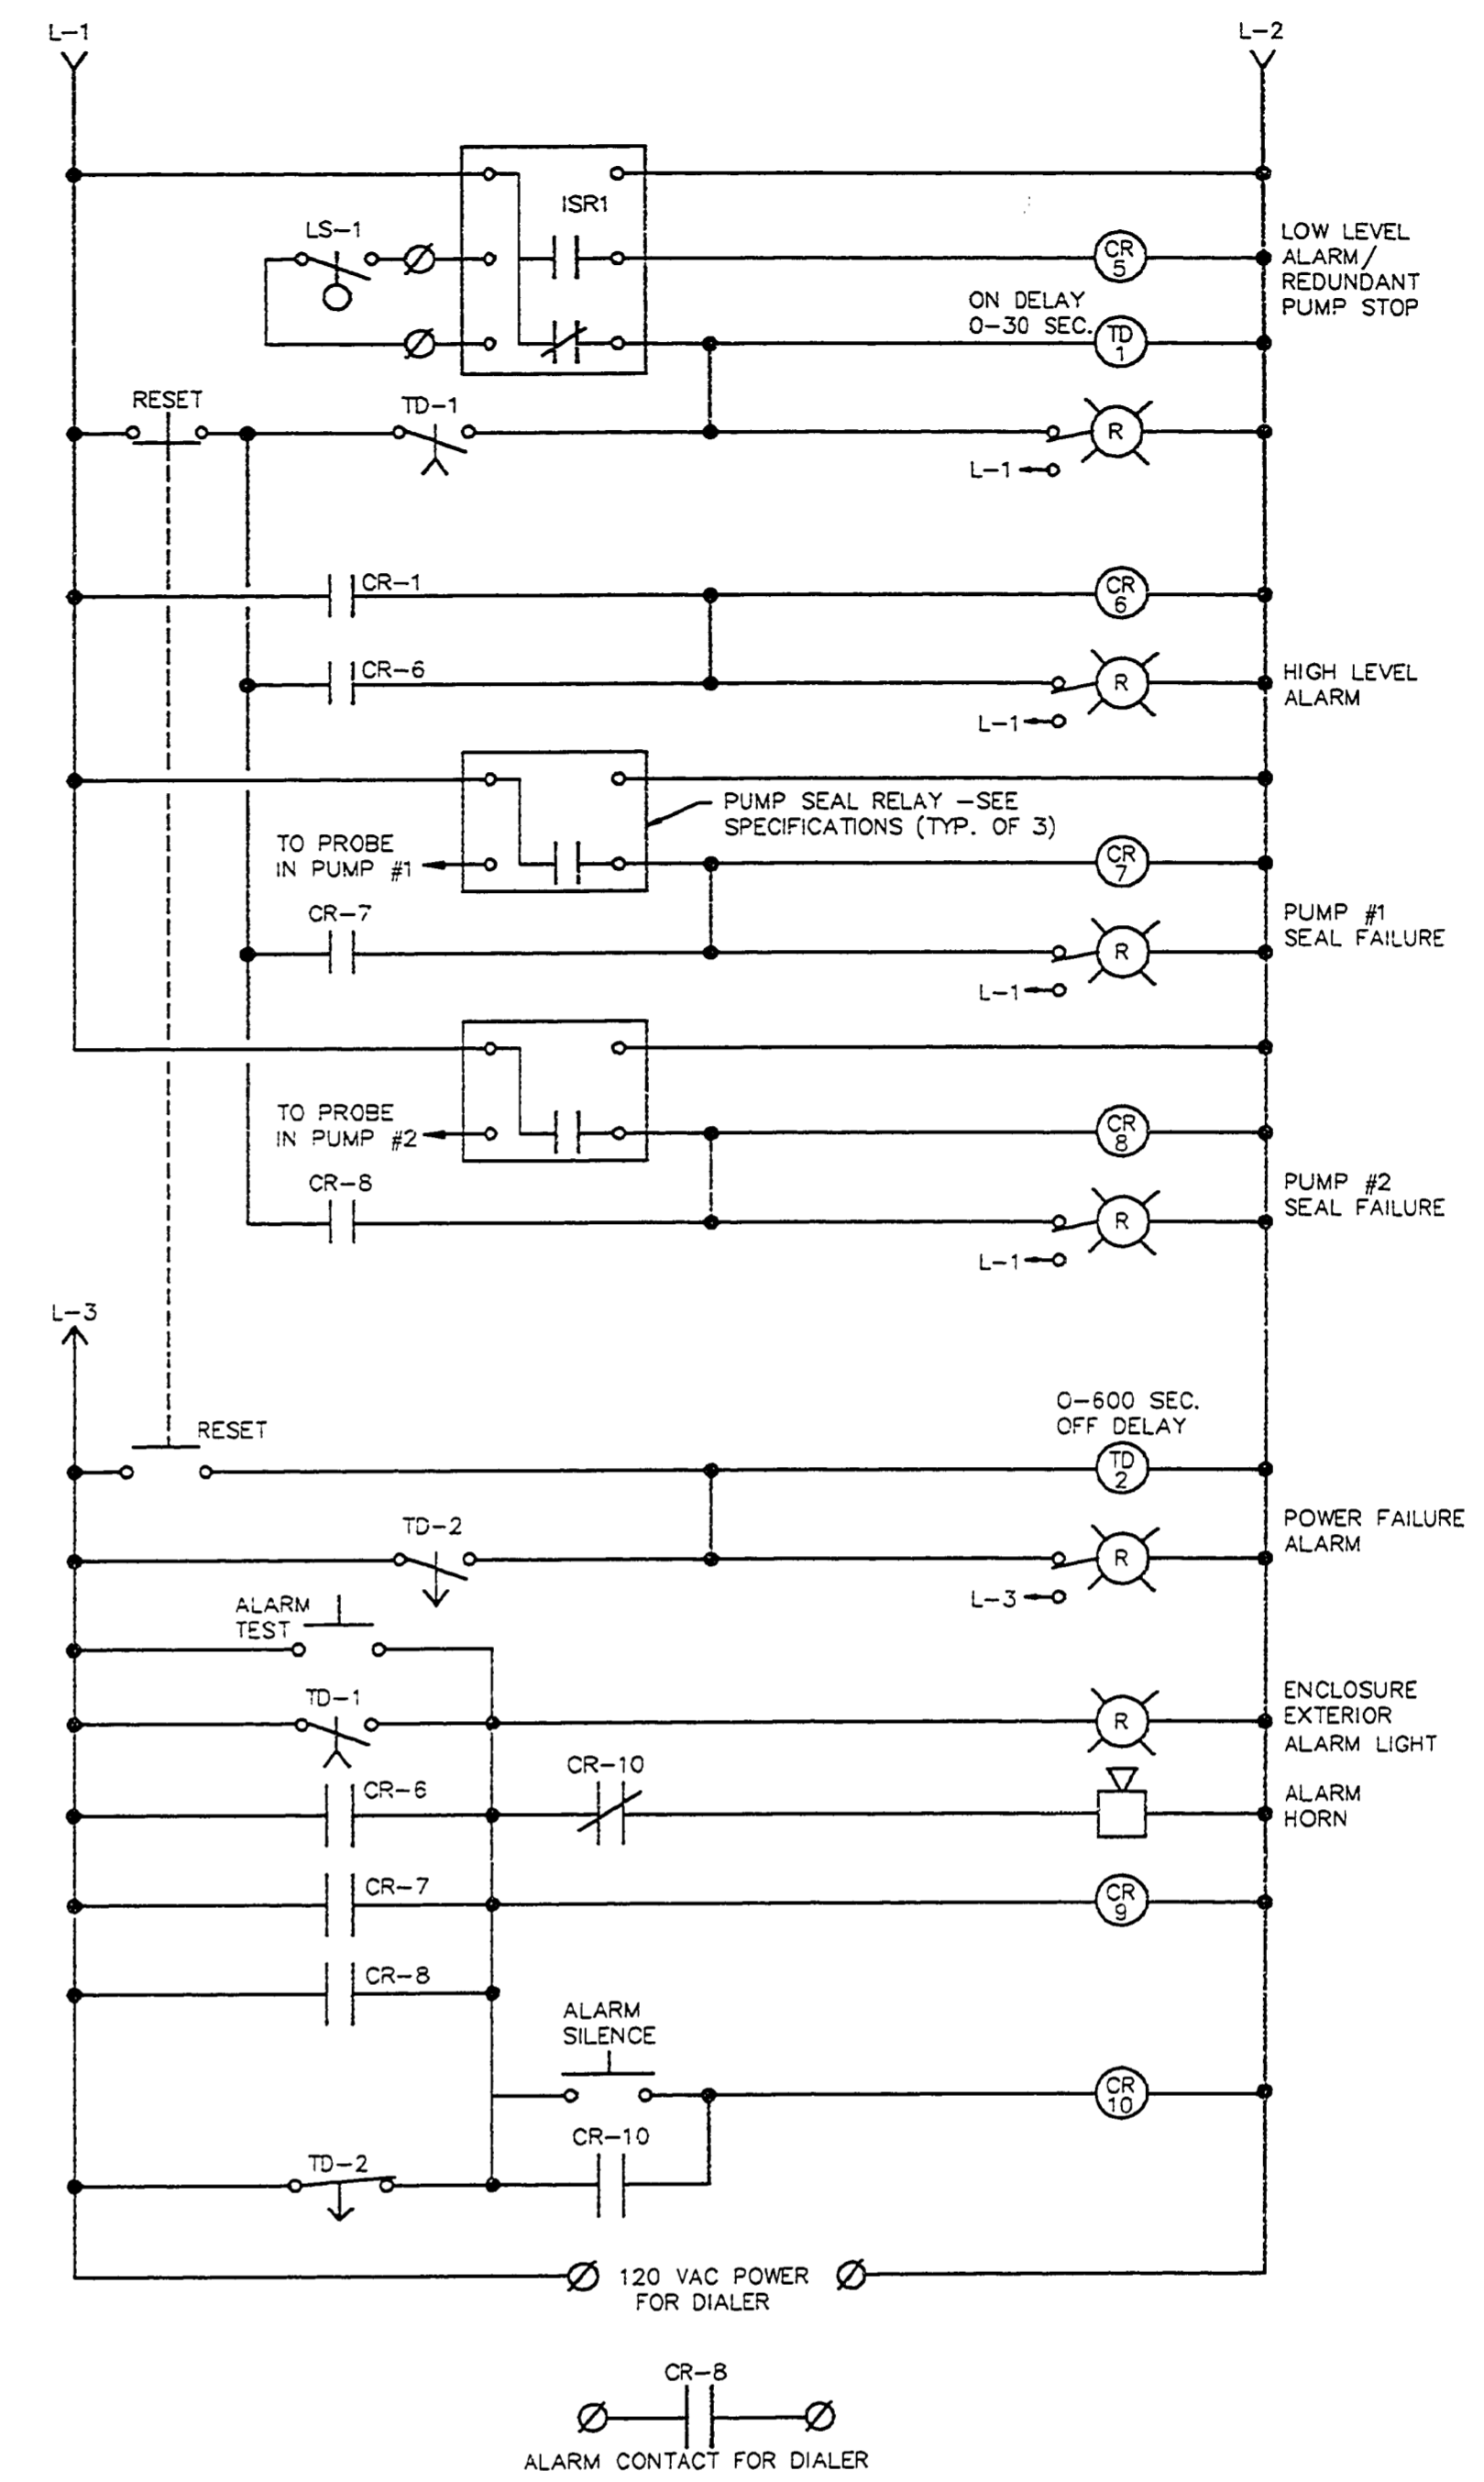 L-1
L-2
ISR1
LS-1
CR
5
LOW LEVEL
ALARM/
REDUNDANT
PUMP STOP
ON DELAY
0-30 SEC.
TD
1
RESET
TD-1
R
L-1
CR-1
CR
6
CR-6
R
HIGH LEVEL
ALARM
L-1
PUMP SEAL RELAY -SEE
SPECIFICATIONS (TYP. OF 3)
TO PROBE
IN PUMP #1
CR
7
CR-7
R
PUMP #1
SEAL FAILURE
L-1
TO PROBE
IN PUMP #2
CR
8
CR-8
R
PUMP #2
SEAL FAILURE
L-1
L-3
RESET
0-600 SEC.
OFF DELAY
TD
2
TD-2
R
POWER FAILURE
ALARM
L-3
ALARM
TEST
TD-1
R
ENCLOSURE
EXTERIOR
ALARM LIGHT
CR-6
CR-10
ALARM
HORN
CR-7
CR
9
CR-8
ALARM
SILENCE
CR
10
CR-10
TD-2
120 VAC POWER
FOR DIALER
CR-8
ALARM CONTACT FOR DIALER